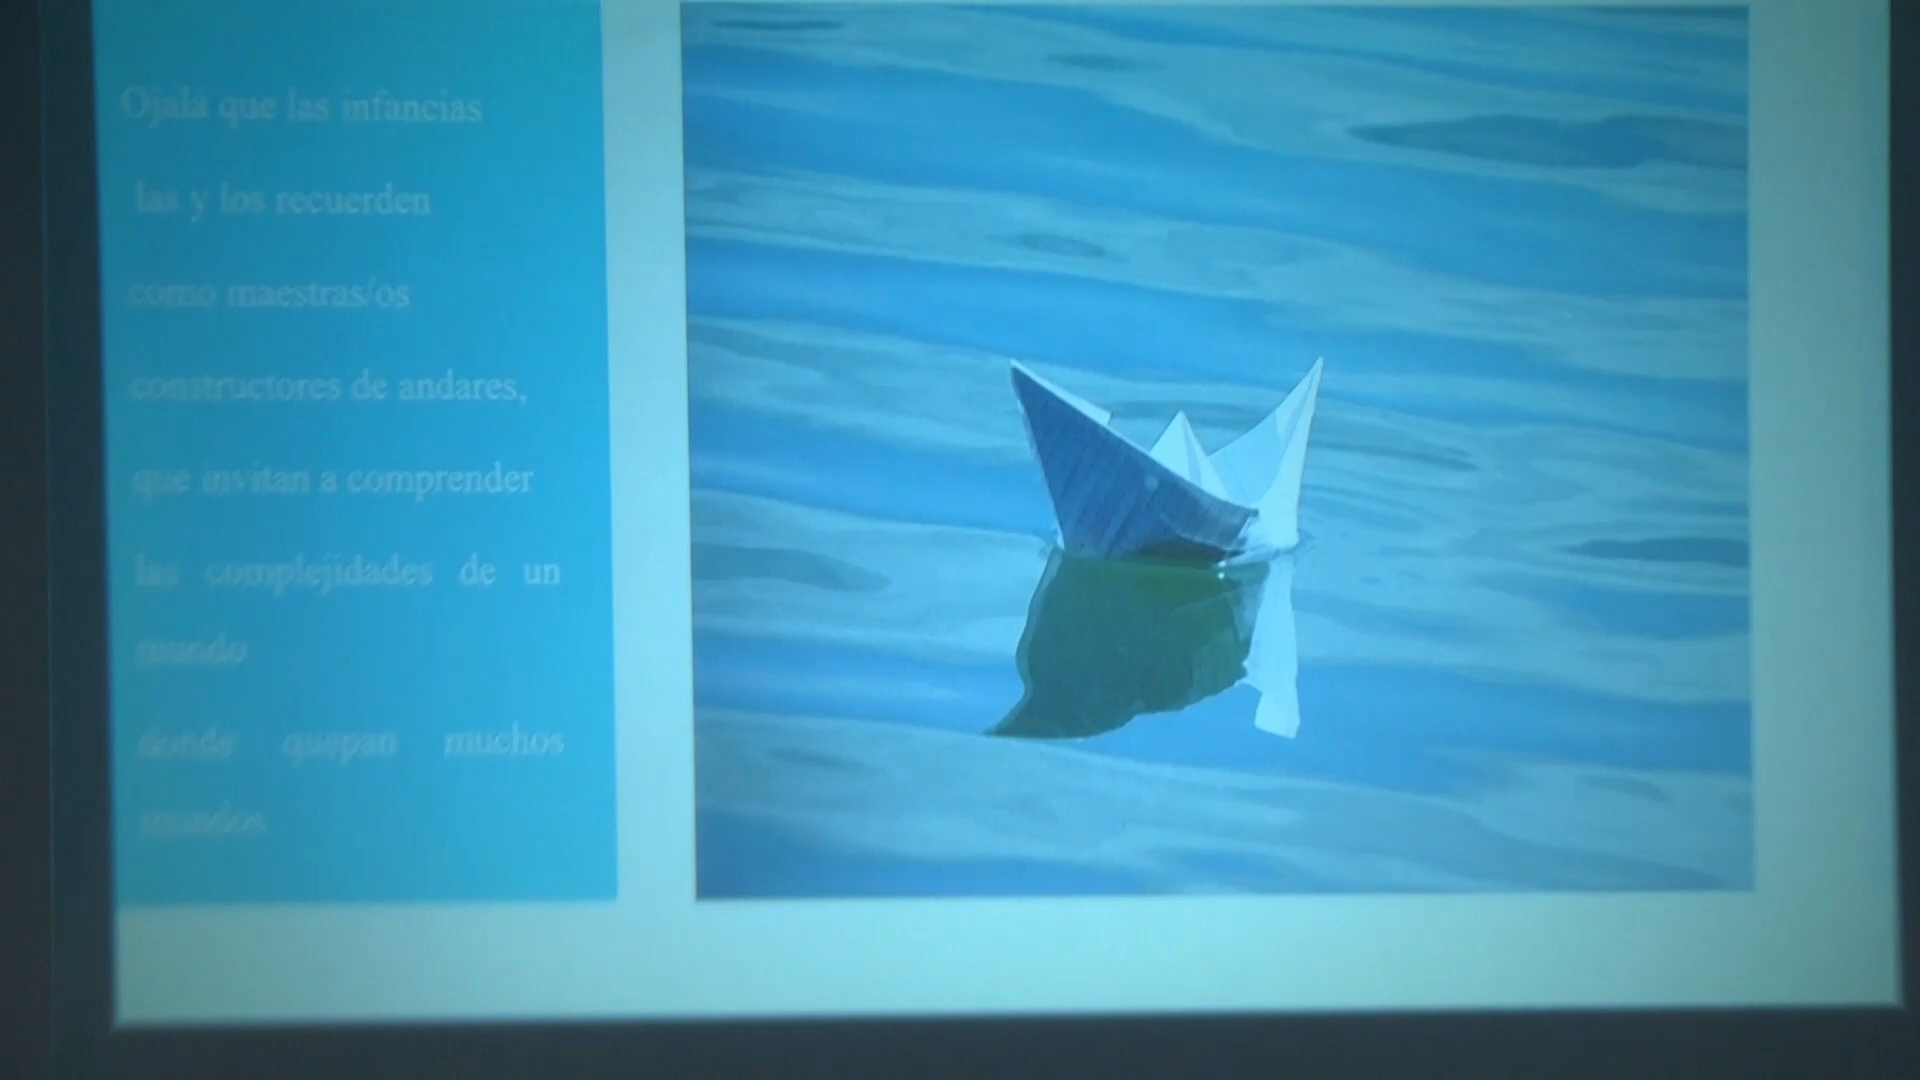 Ojalá que las infancias
las y los recuerden
como maestras/os
constructores de andares,
que invitan a comprender
las complejidades de un
mundo
donde quepan muchos
mundos